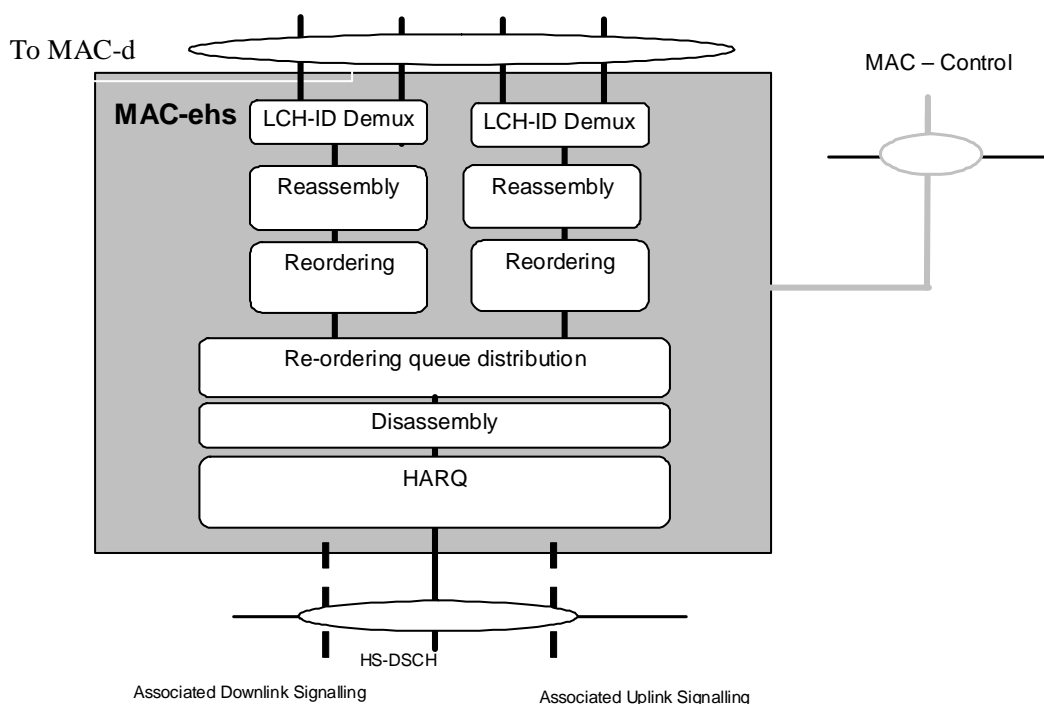 To MAC-d
MAC – Control
MAC-ehs
LCH-ID Demux
LCH-ID Demux
Reassembly
Reassembly
Reordering
Reordering
Re-ordering queue distribution
Disassembly
HARQ
HS-DSCH
Associated Downlink Signalling
Associated Uplink Signalling